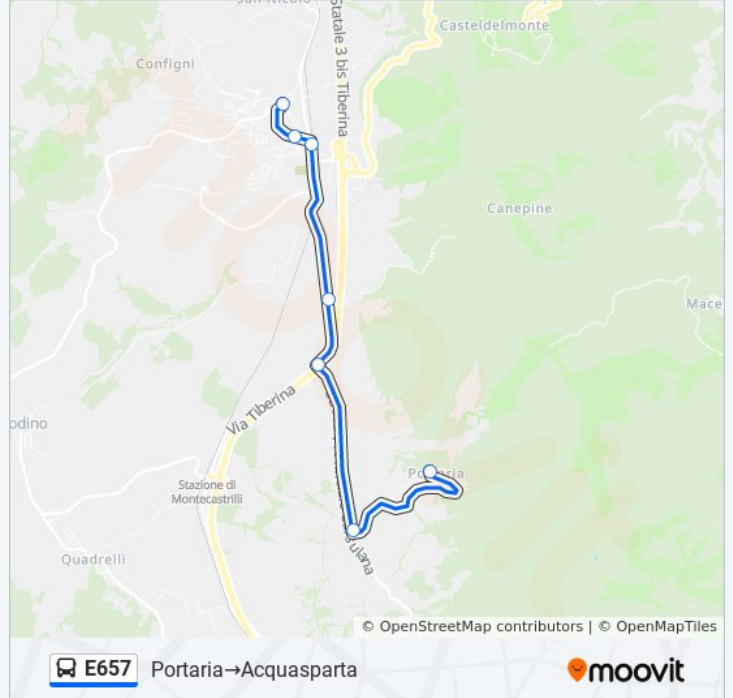 San Nicolò
Statale 3 bis Tiberina
Casteldelmonte
Configni
Canepine
Mace
Via Tiberina
odino
Portaria
Stazione di
Montecastrilli
ulana
Quadrelli
© OpenStreetMap contributors | © OpenMapTiles
E657 Portaria→Acquasparta
moovit